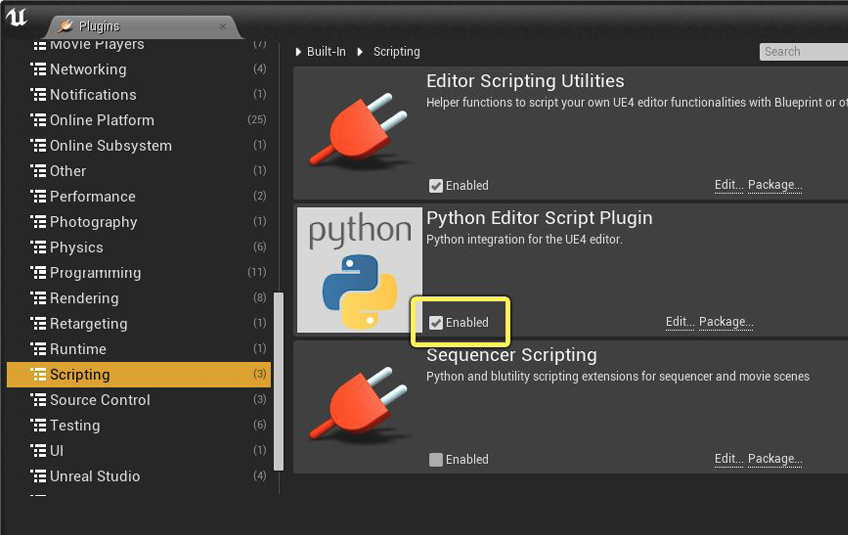 Plugins
Movie Players (7)
Networking (4)
Notifications (1)
Online Platform (25)
Online Subsystem (1)
Other (1)
Performance (2)
Photography (1)
Physics (6)
Programming (11)
Rendering (8)
Retargeting (1)
Runtime (1)
Scripting (3)
Source Control (3)
Testing (6)
UI (1)
Unreal Studio (4)
Built-In Scripting
Search
Editor Scripting Utilities
Helper functions to script your own UE4 editor functionalities with Blueprint or
Enabled
Edit... Package...
python
Python Editor Script Plugin
Python integration for the UE4 editor.
Enabled
Edit... Package...
Sequencer Scripting
Python and blutility scripting extensions for sequencer and movie scenes
Enabled
Edit... Package...